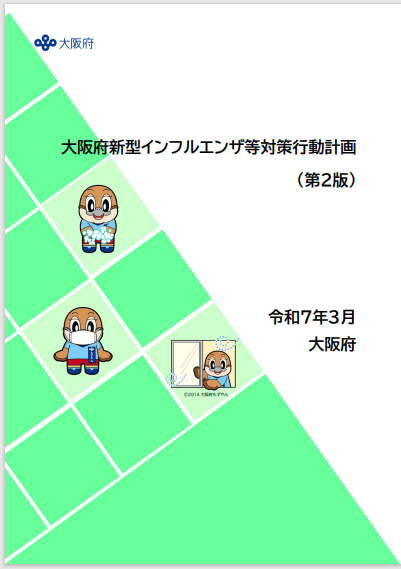 大阪府
大阪府新型インフルエンザ等対策行動計画
（第2版）
令和7年3月
大阪府
©2014 大阪府もずやん